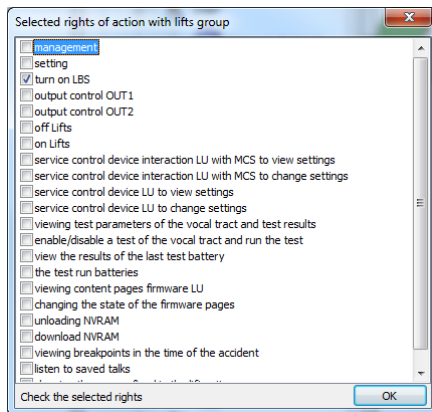 Selected rights of action with lifts group
management
setting
turn on LBS
output control OUT1
output control OUT2
off Lifts
on Lifts
service control device interaction LU with MCS to view settings
service control device interaction LU with MCS to change settings
service control device LU to view settings
service control device LU to change settings
viewing test parameters of the vocal tract and test results
enable/disable a test of the vocal tract and run the test
view the results of the last test battery
the test run batteries
viewing content pages firmware LU
changing the state of the firmware pages
unloading NVRAM
download NVRAM
viewing breakpoints in the time of the accident
listen to saved talks
Check the selected rights
OK